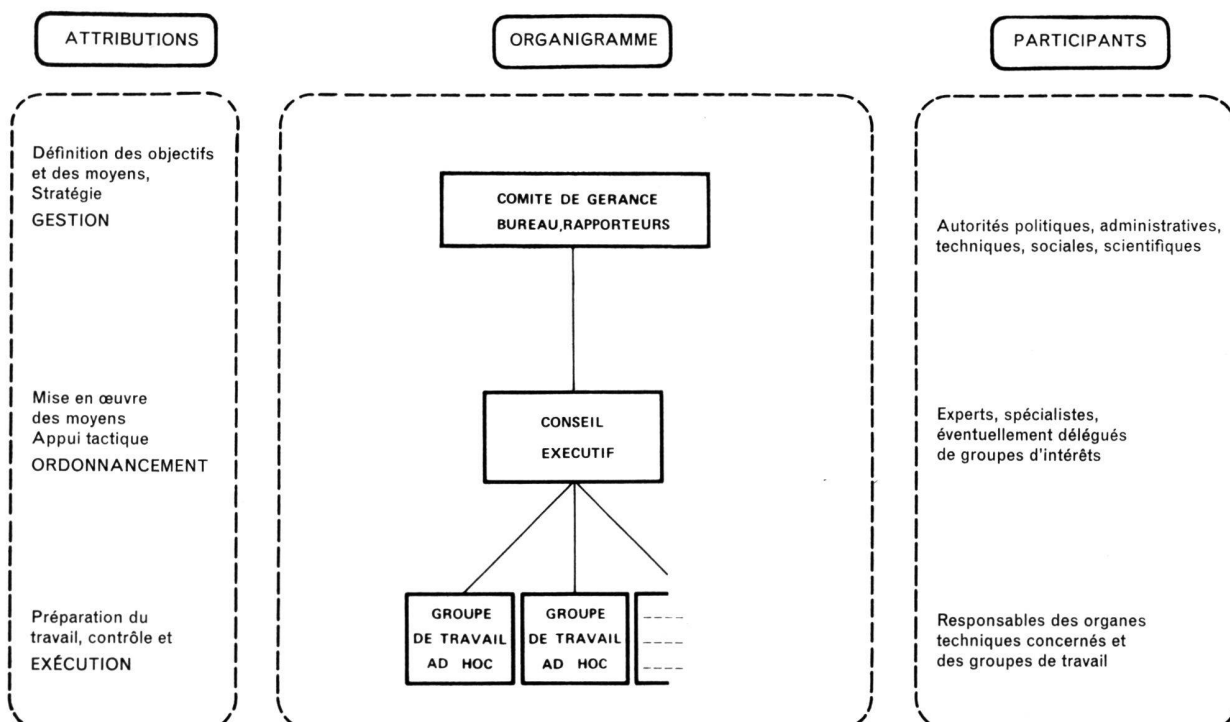 ATTRIBUTIONS
ORGANIGRAMME
PARTICIPANTS
Définition des objectifs
et des moyens,
Stratégie
GESTION
COMITE DE GERANCE
BUREAU,RAPPORTEURS
Autorités politiques, administratives,
techniques, sociales, scientifiques
Mise en œuvre
des moyens
Appui tactique
ORDONNANCEMENT
CONSEIL
EXECUTIF
Experts, spécialistes,
éventuellement délégués
de groupes d'intérêts
Préparation du
travail, contrôle et
EXÉCUTION
GROUPE
DE TRAVAIL
AD HOC
GROUPE
DE TRAVAIL
AD HOC
Responsables des organes
techniques concernés et
des groupes de travail